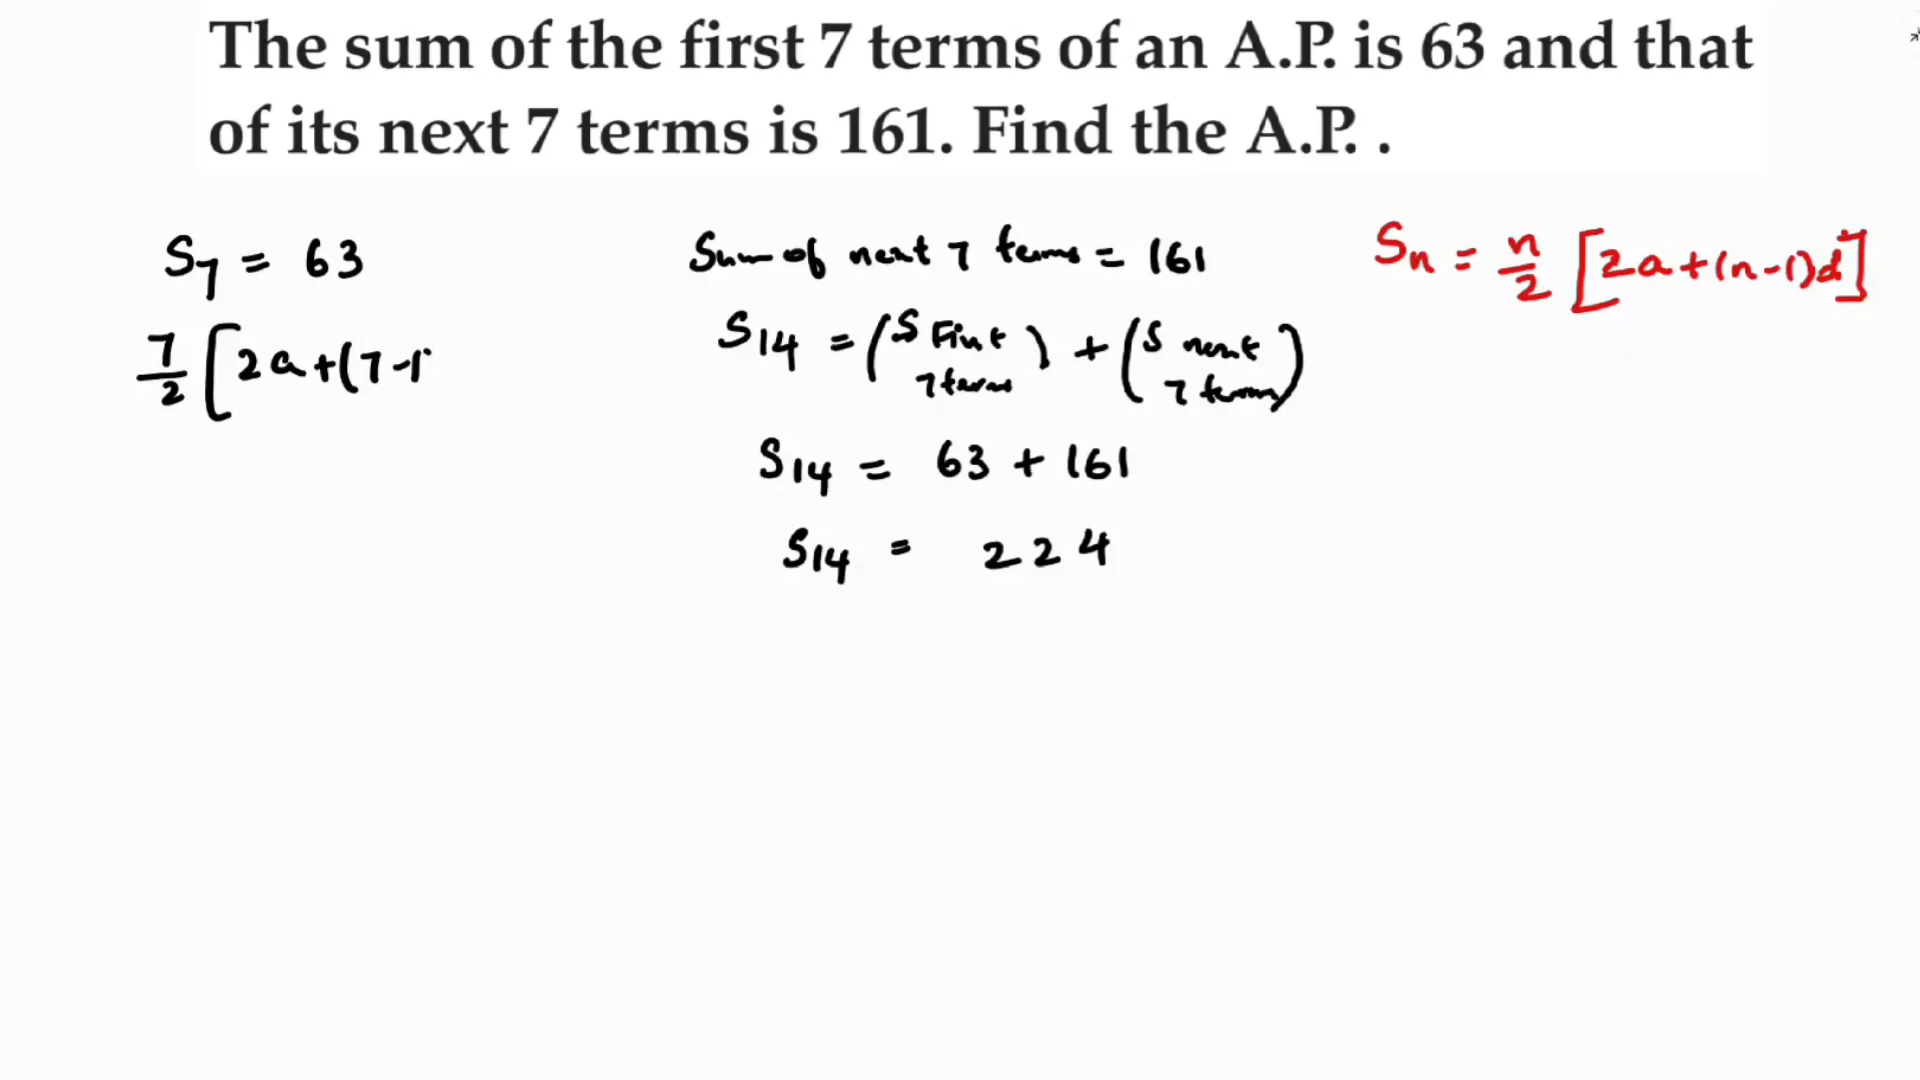 The sum of the first 7 terms of an A.P. is 63 and that
of its next 7 terms is 161. Find the A.P. .
S7 = 63
7/2 [2a+(7-1
Sum of next 7 terms = 161
S14 = (S First 7 terms) + (S next 7 terms)
S14 = 63 + 161
S14 = 224
Sn = n/2 [2a+(n-1)d]